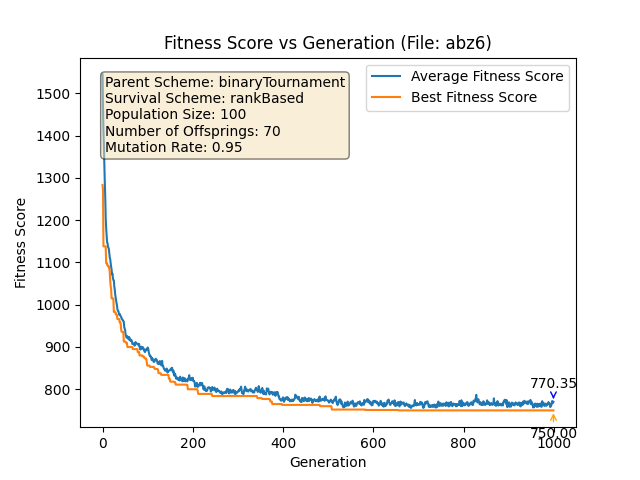 Fitness Score vs Generation (File: abz6)
Parent Scheme: binaryTournament
Survival Scheme: rankBased
Population Size: 100
Number of Offsprings: 70
Mutation Rate: 0.95
Average Fitness Score
Best Fitness Score
Fitness Score
1500
1400
1300
1200
1100
1000
900
800
770.35
750.00
0
200
400
600
800
1000
Generation